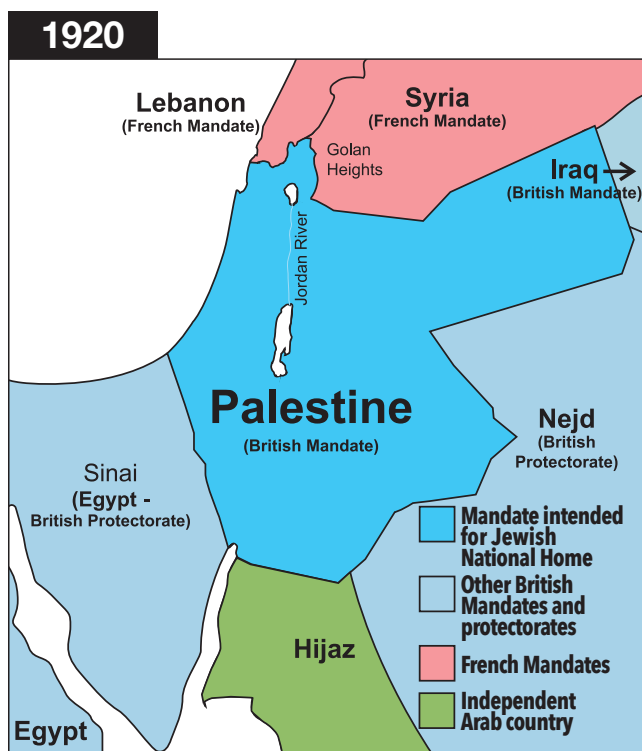 1920
Lebanon
(French Mandate)
Syria
(French Mandate)
Golan
Heights
Iraq
(British Mandate)
Jordan River
Palestine
(British Mandate)
Nejd
(British
Protectorate)
Sinai
(Egypt -
British Protectorate)
Hijaz
Egypt
Mandate intended
for Jewish
National Home
Other British
Mandates and
protectorates
French Mandates
Independent
Arab country